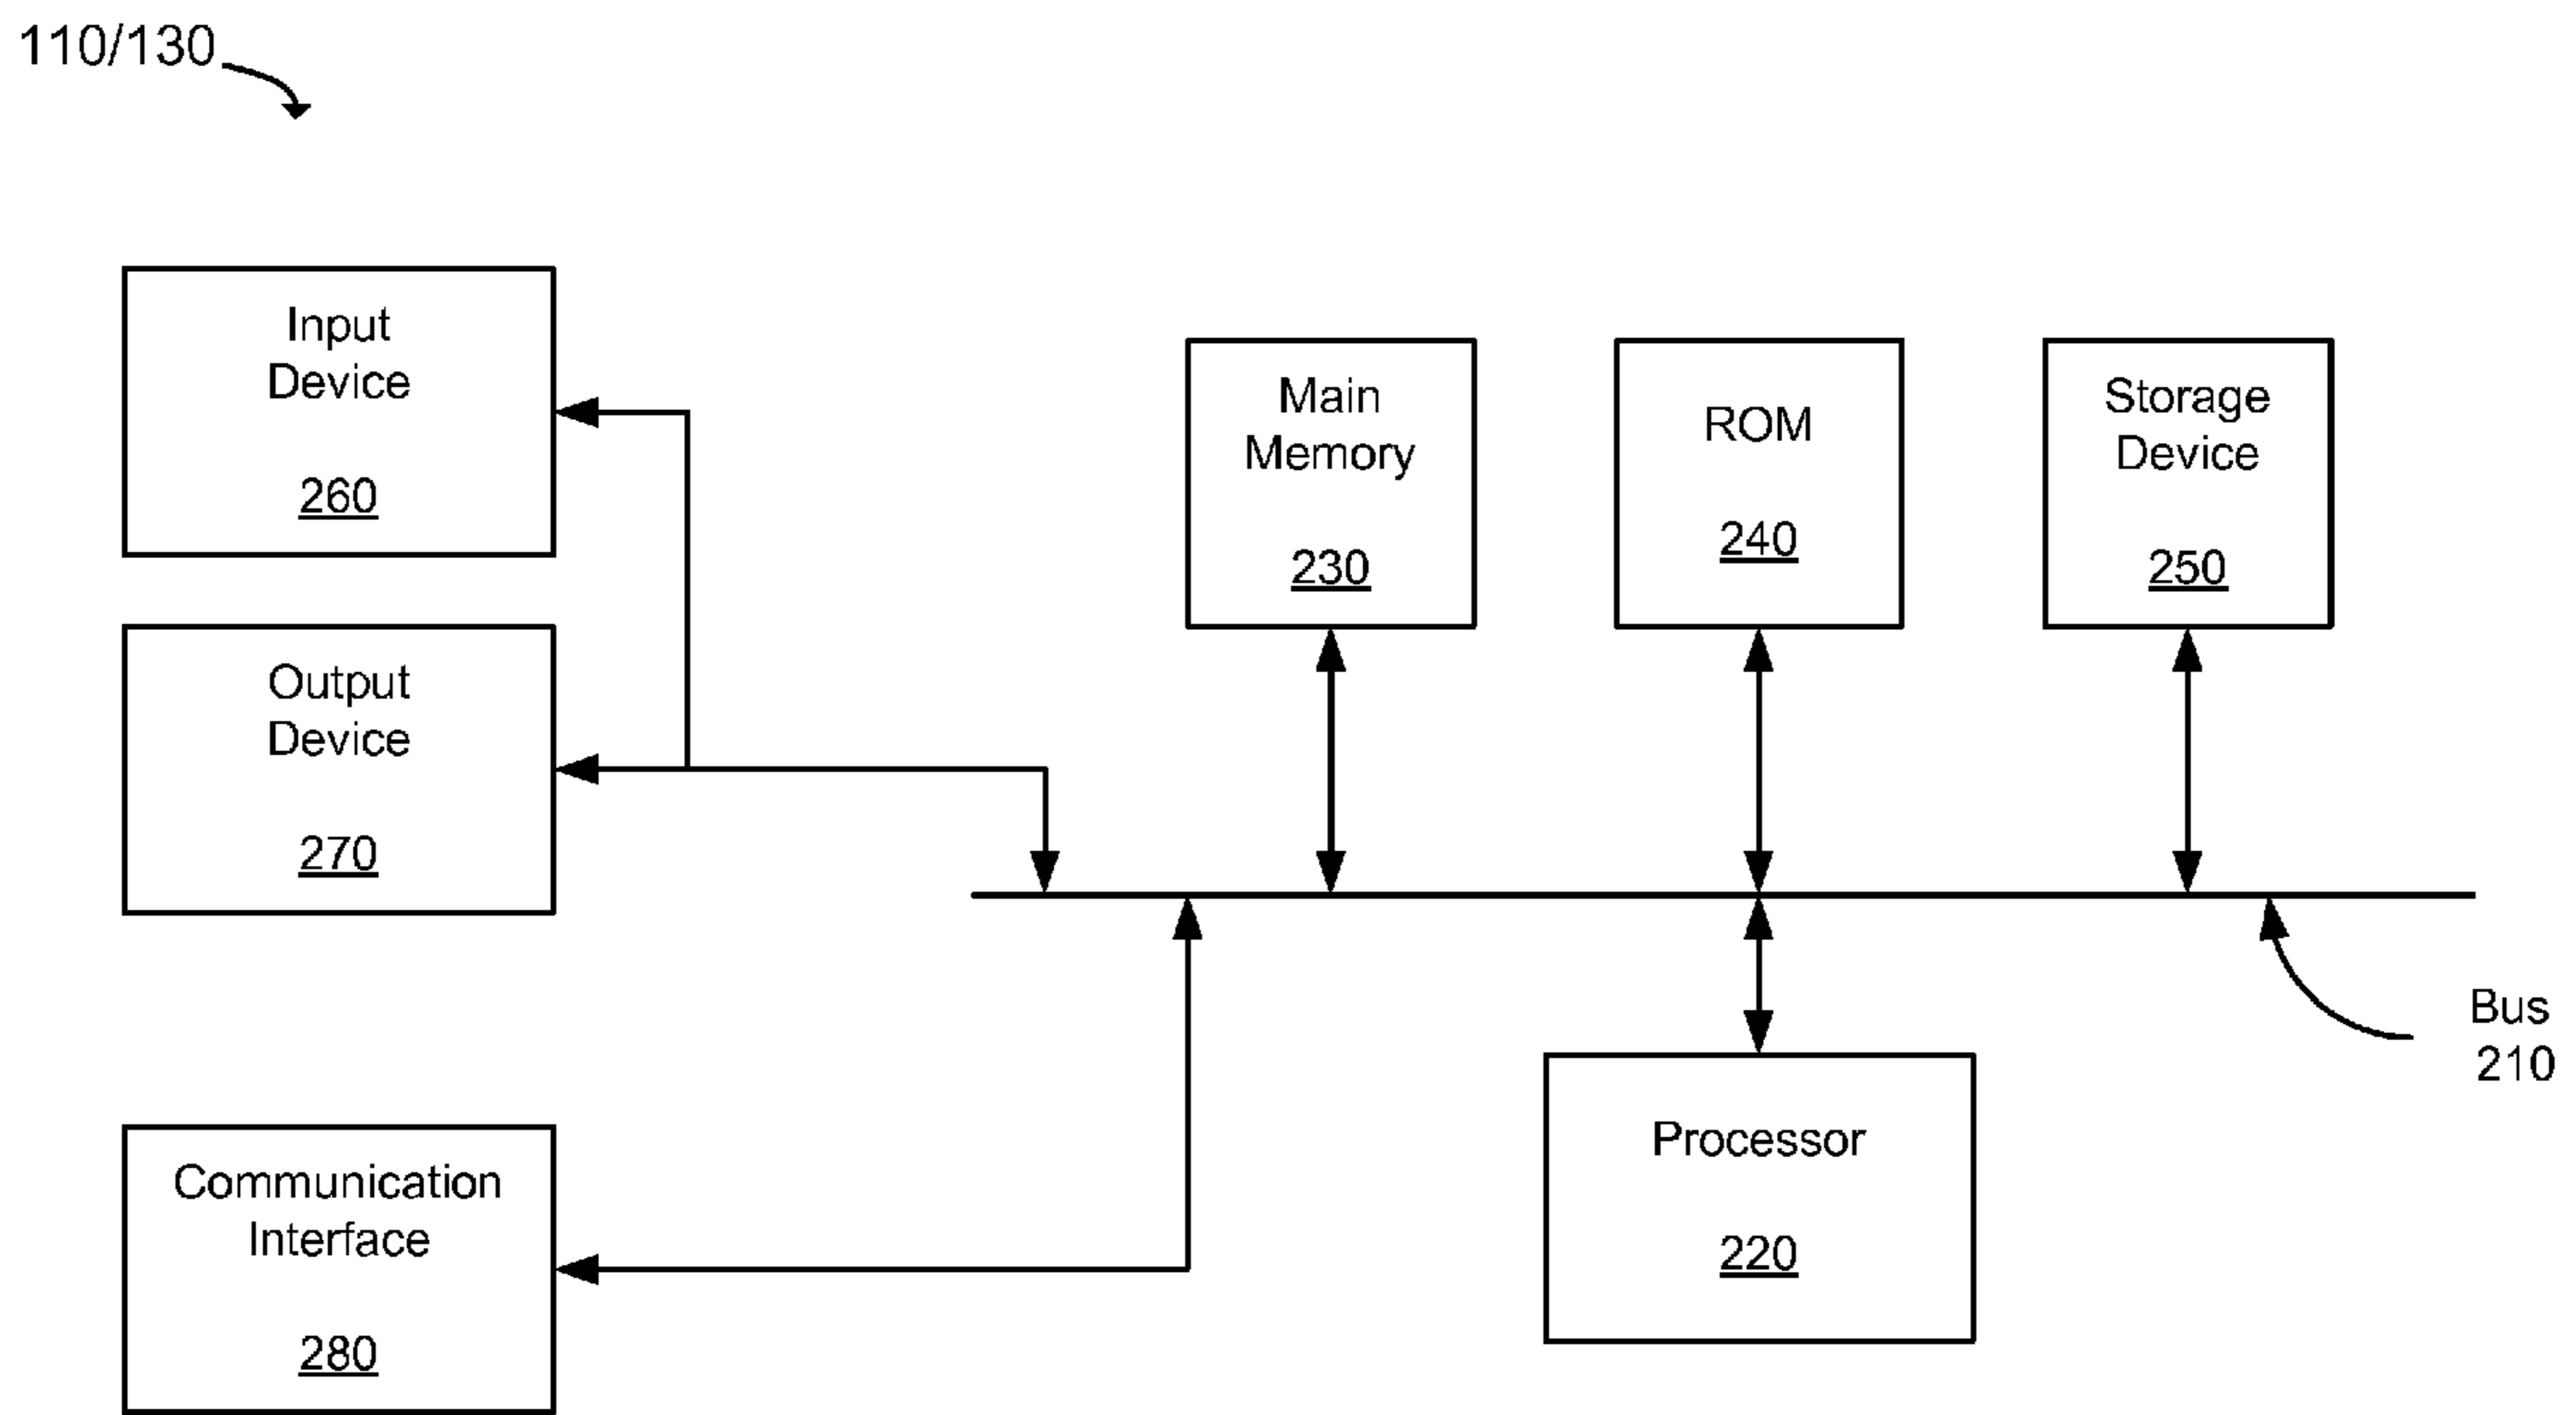 110/130
Input
Device
260
Output
Device
270
Communication
Interface
280
Main
Memory
230
ROM
240
Storage
Device
250
Processor
220
Bus
210